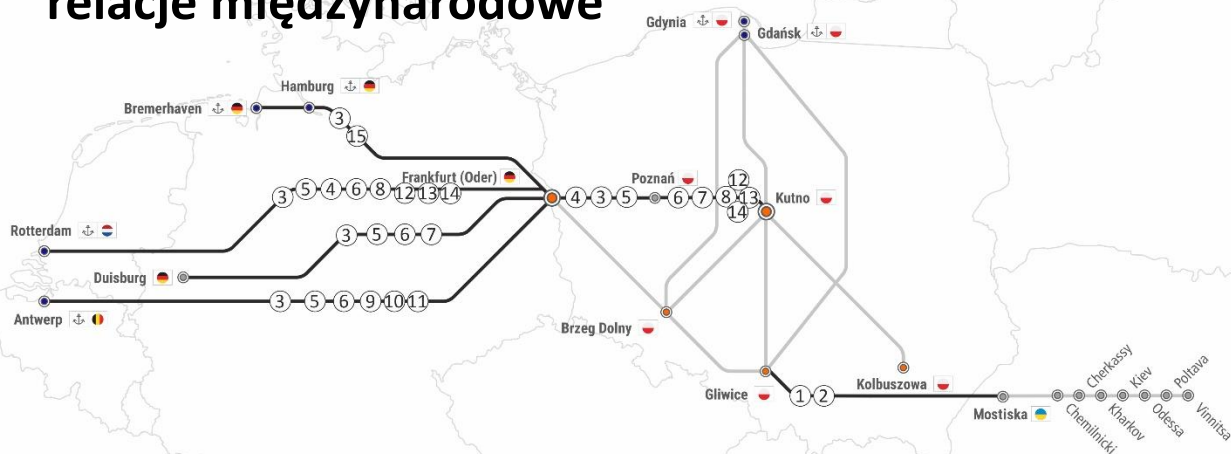 relacje międzynarodowe
Gdynia
Gdańsk
Hamburg
Bremerhaven
3
15
Frankfurt (Oder)
3 5 4 6 8 12 13 14
Poznań
4 3 5 6 7 8 12 13 14
Kutno
Rotterdam
3 5 6 7
Duisburg
3 5 6 9 10 11
Antwerp
Brzeg Dolny
Gliwice
1 2
Kolbuszowa
Mostiska
Chemilnicki
Cherkassy
Kharkov
Kiev
Odessa
Poltava
Vinnitsa